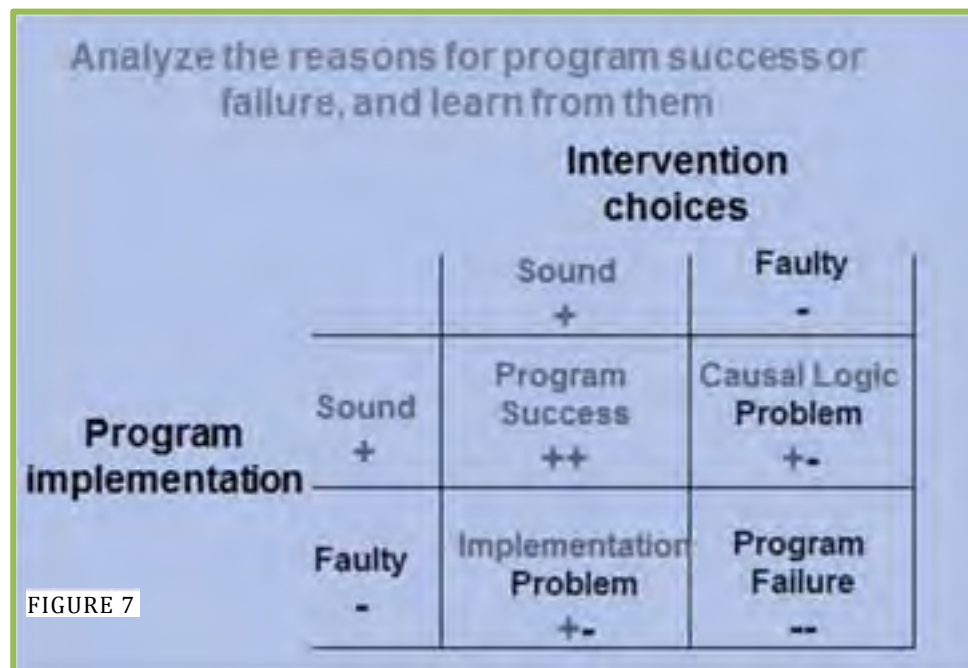 Analyze the reasons for program success or
failure, and learn from them
Intervention
choices
Sound
+
Faulty
-
Program
implementation
Sound
+
Program
Success
++
Causal Logic
Problem
+-
Faulty
-
Implementation
Problem
+-
Program
Failure
--
FIGURE 7